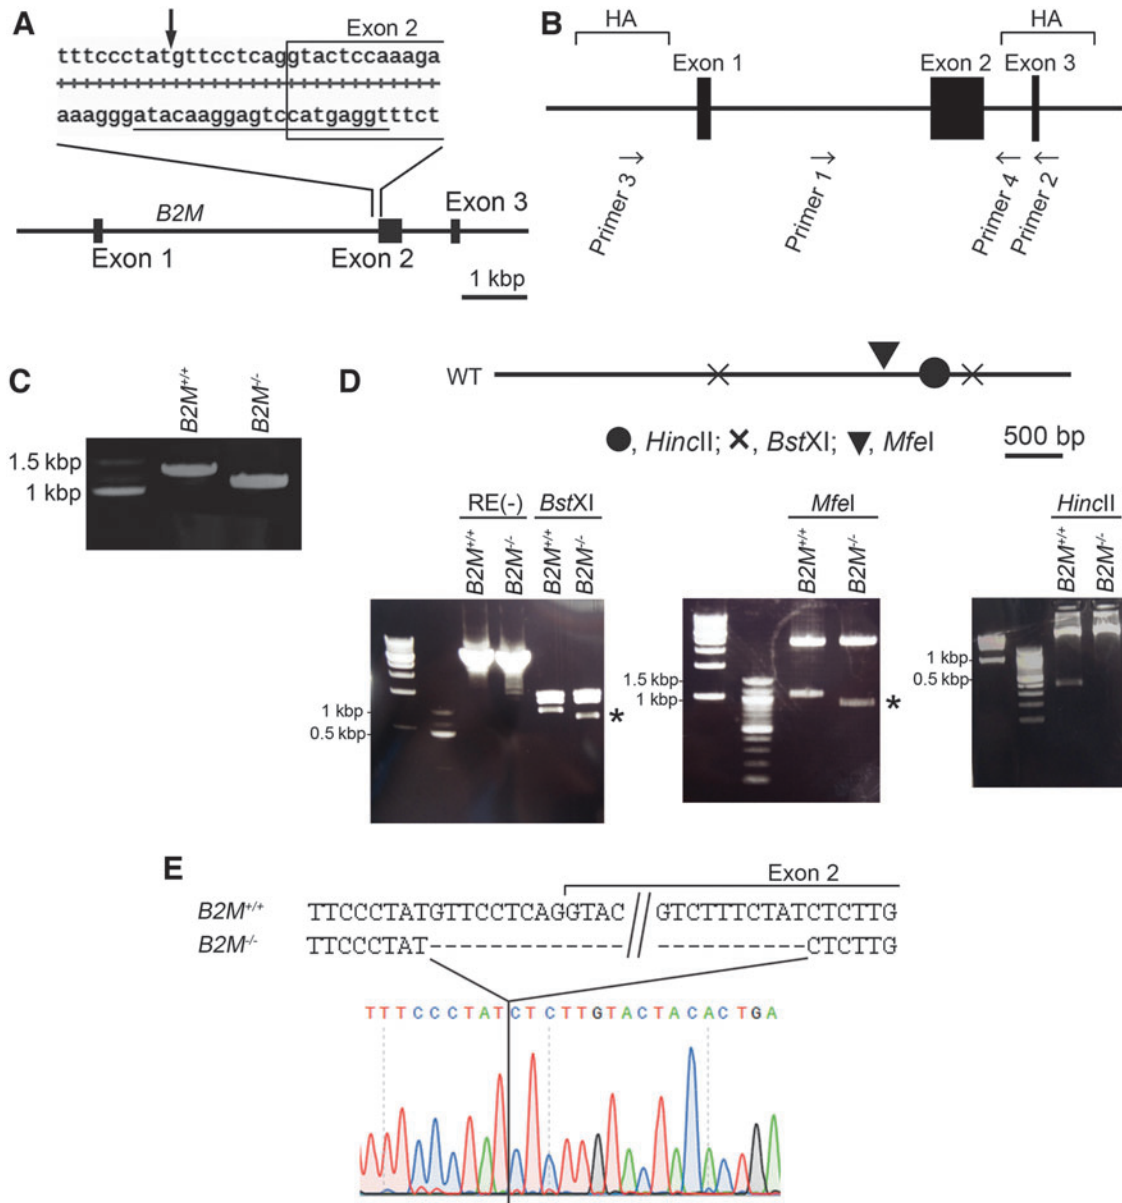 A
Exon 2
tttccctatgttcctcaggtactccaaaga
aaagggatacaaggagtccatgaggtttct
B2M
Exon 3
Exon 1
Exon 2
1 kbp
B
HA
HA
Exon 1
Exon 2
Exon 3
Primer 3
Primer 1
Primer 4
Primer 2
C
B2M+/+
B2M-/-
1.5 kbp
1 kbp
D
WT
, HincII; , BstXI; , MfeI
500 bp
RE(-)
BstXI
B2M+/+
B2M-/-
B2M+/+
B2M-/-
1 kbp
0.5 kbp
*
MfeI
B2M+/+
B2M-/-
1.5 kbp
1 kbp
*
HincII
B2M+/+
B2M-/-
1 kbp
0.5 kbp
E
Exon 2
B2M+/+ TTCCCTATGTTCCTCAGGTAC // GTCTTTCTATCTCTTG
B2M-/- TTCCCTAT------------- // ----------CTCTTG
TTTCCCTATCTCTTGTACTACACTGA